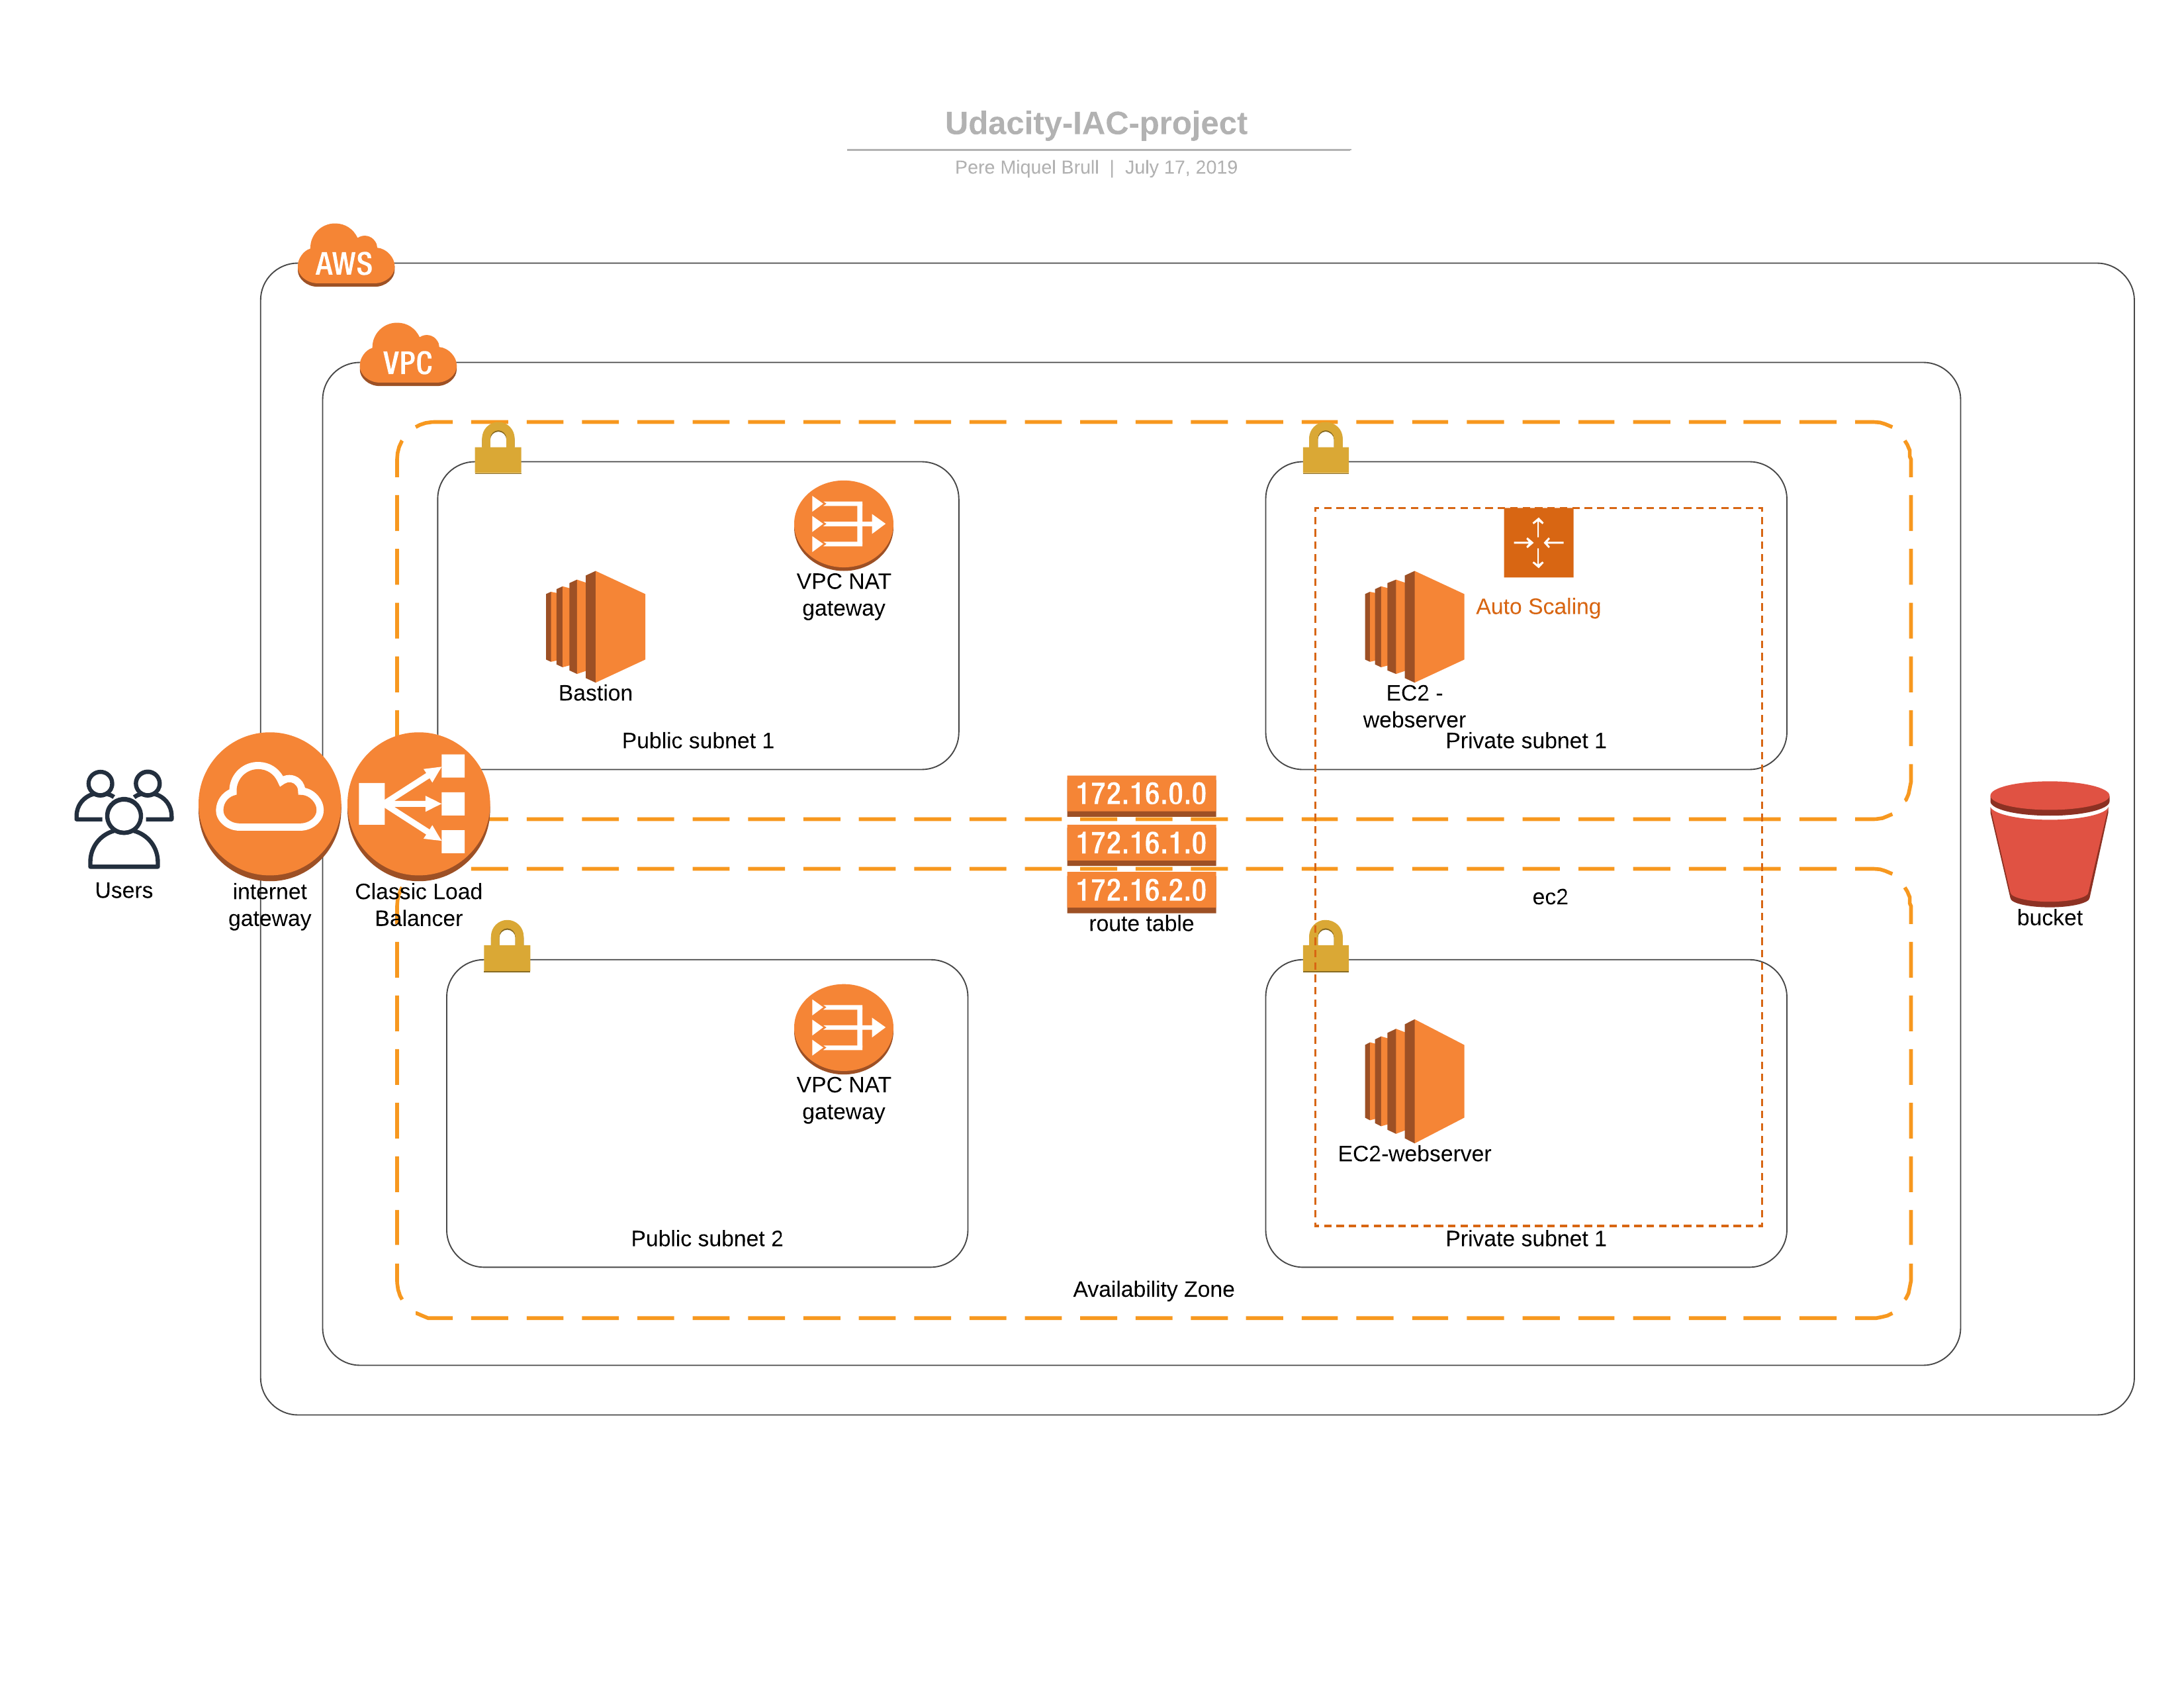 Udacity-IAC-project
Pere Miquel Brull | July 17, 2019
AWS
VPC
VPC NAT
gateway
Bastion
Public subnet 1
Auto Scaling
EC2 -
webserver
Private subnet 1
Users
internet
gateway
Classic Load
Balancer
172.16.0.0
172.16.1.0
172.16.2.0
route table
ec2
bucket
VPC NAT
gateway
Public subnet 2
EC2-webserver
Private subnet 1
Availability Zone